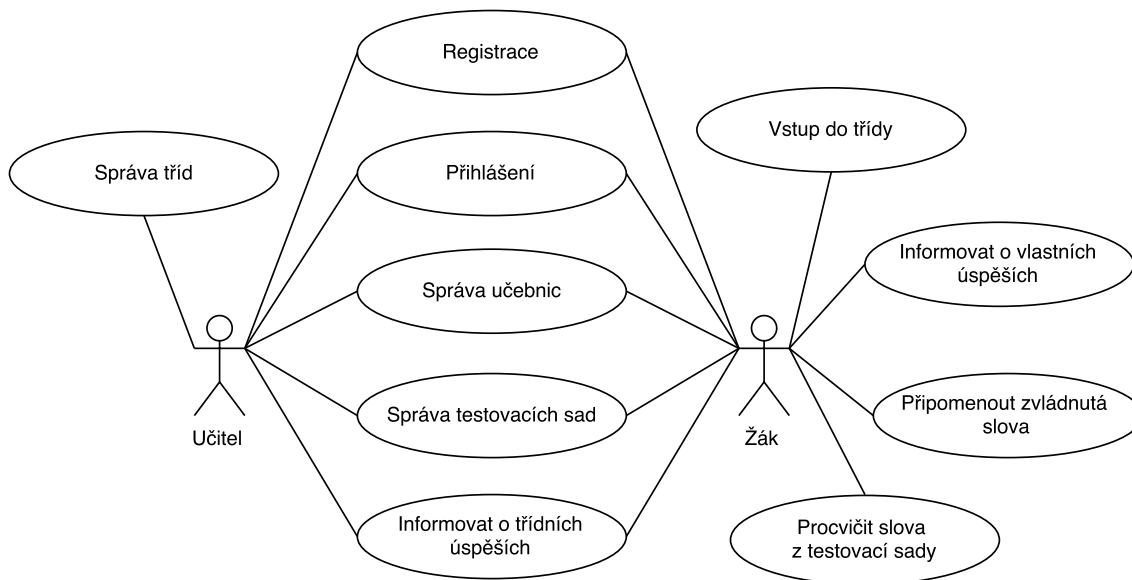 Registrace
Vstup do třídy
Správa tříd
Přihlášení
Informovat o vlastních
úspěších
Správa učebnic
Správa testovacích sad
Připomenout zvládnutá
slova
Učitel
Žák
Informovat o třídních
úspěších
Procvičit slova
z testovací sady